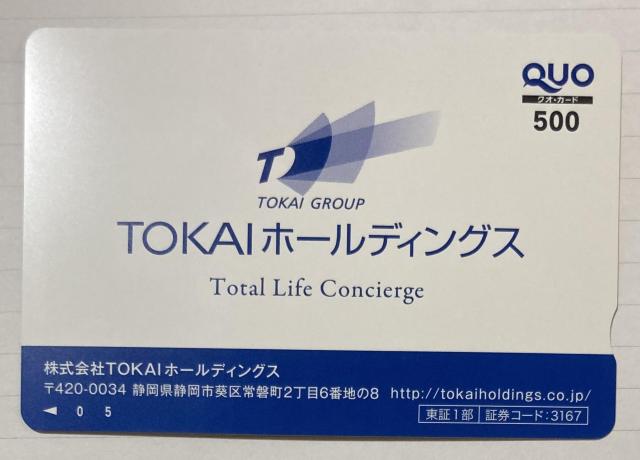 QUO
クオ・カード
500
T
TOKAI GROUP
TOKAIホールディングス
Total Life Concierge
株式会社TOKAIホールディングス
〒420-0034 静岡県静岡市葵区常磐町2丁目6番地の8 http://tokaiholdings.co.jp/
◀ 0 5 東証1部 証券コード:3167